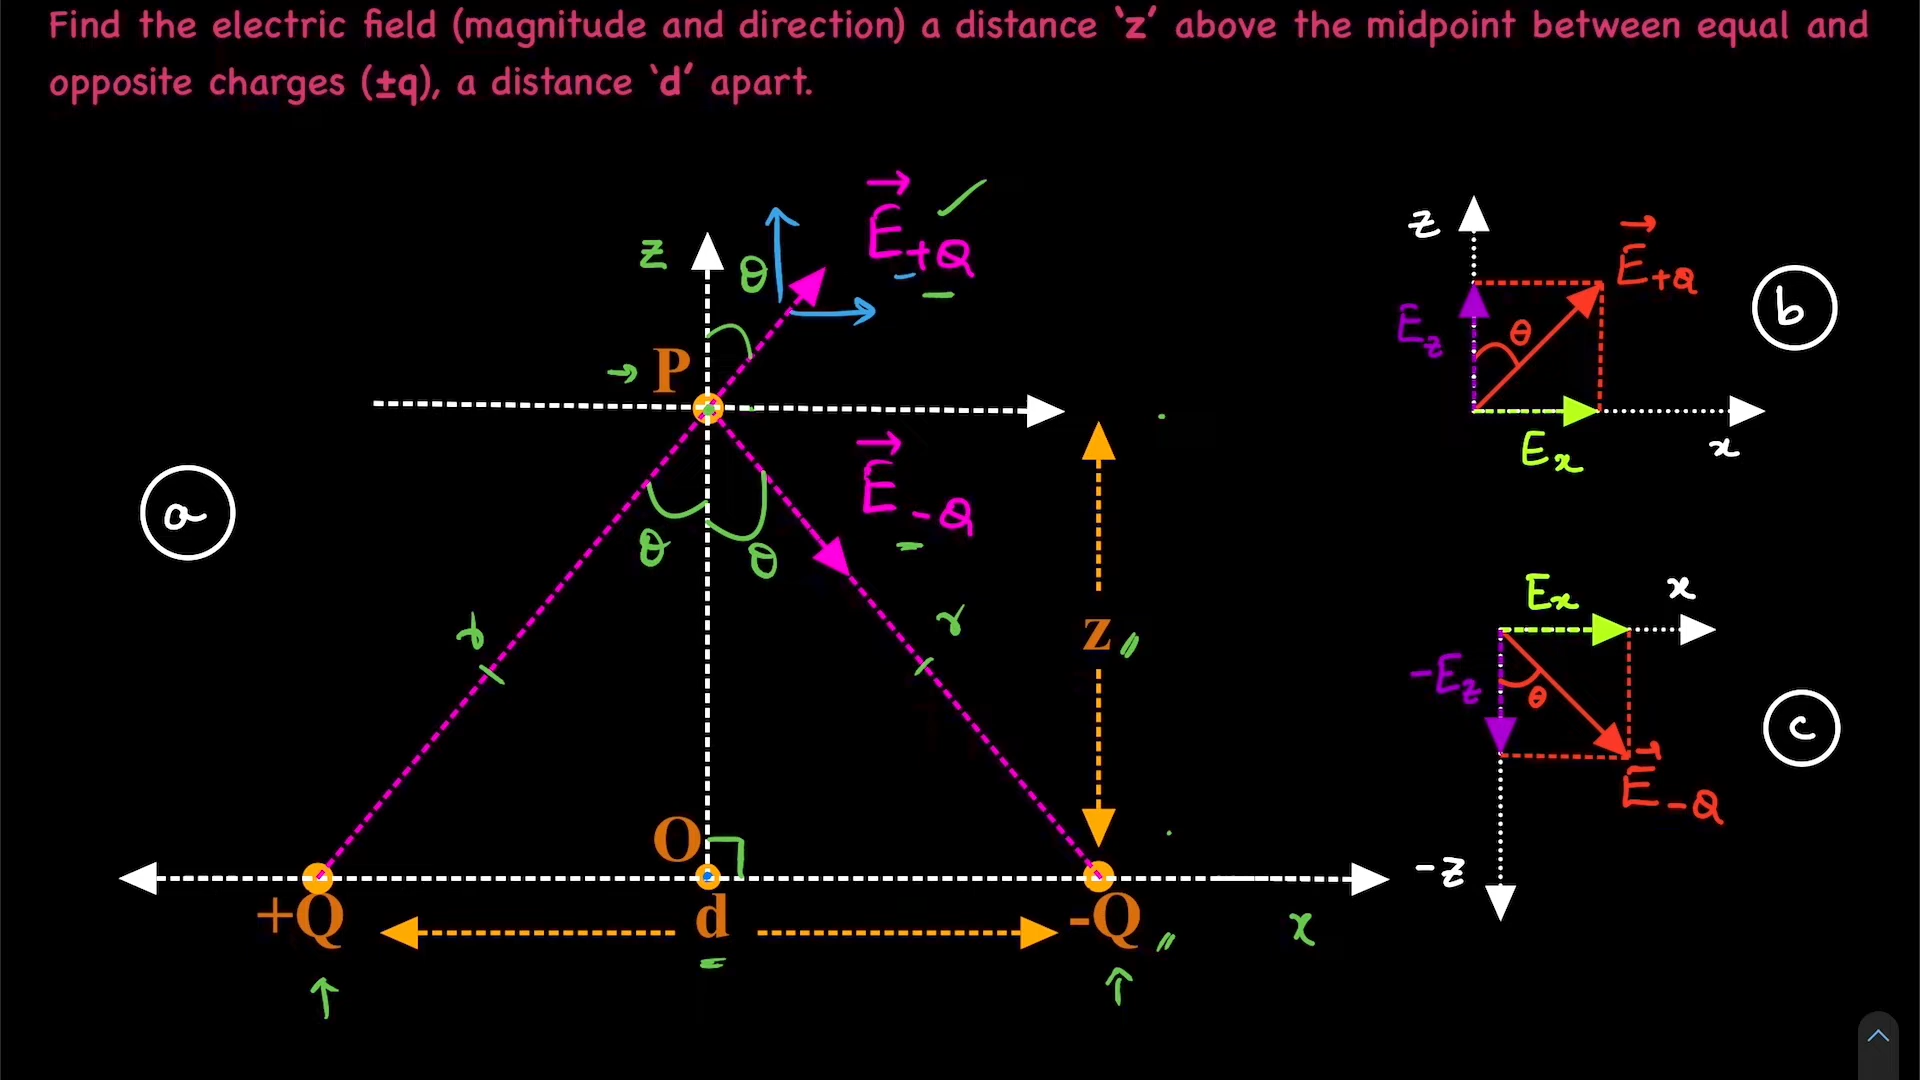 Find the electric field (magnitude and direction) a distance ‘z’ above the midpoint between equal and
opposite charges (±q), a distance ‘d’ apart.
z
θ
E+Q
P
E-Q
θ
θ
r
r
z
a
O
+Q
d
-Q
x
z
E+Q
Ez
θ
Ex
x
b
Ex
x
-Ez
θ
E-Q
-z
c